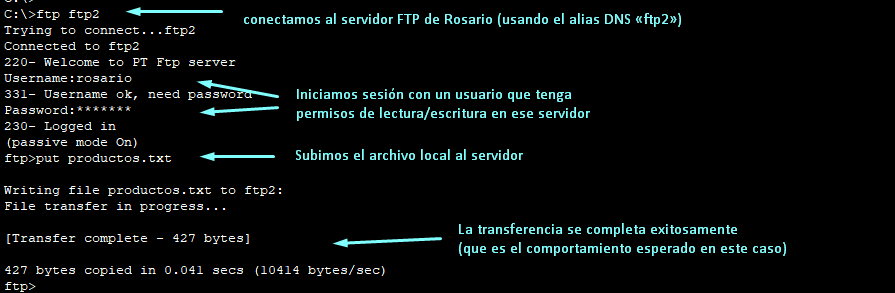 C:\>
C:\>ftp ftp2
conectamos al servidor FTP de Rosario (usando el alias DNS «ftp2»)
Trying to connect...ftp2
Connected to ftp2
220- Welcome to PT Ftp server
Username:rosario
331- Username ok, need password
Iniciamos sesión con un usuario que tenga
permisos de lectura/escritura en ese servidor
Password:*******
230- Logged in
(passive mode On)
ftp>put productos.txt
Subimos el archivo local al servidor
Writing file productos.txt to ftp2:
File transfer in progress...
[Transfer complete - 427 bytes]
La transferencia se completa exitosamente
(que es el comportamiento esperado en este caso)
427 bytes copied in 0.041 secs (10414 bytes/sec)
ftp>